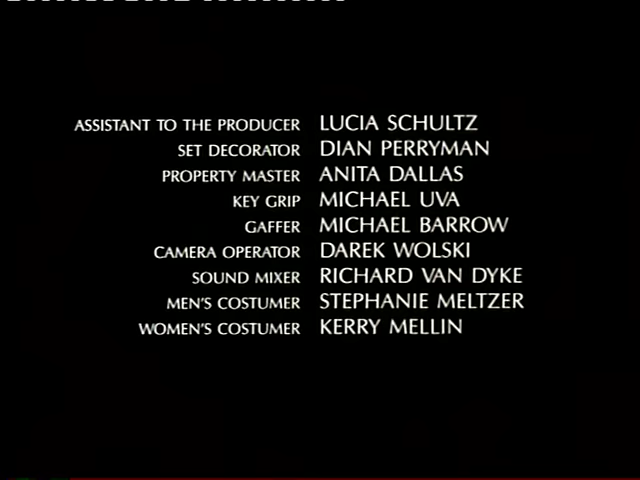 ASSISTANT TO THE PRODUCER LUCIA SCHULTZ
SET DECORATOR DIAN PERRYMAN
PROPERTY MASTER ANITA DALLAS
KEY GRIP MICHAEL UVA
GAFFER MICHAEL BARROW
CAMERA OPERATOR DAREK WOLSKI
SOUND MIXER RICHARD VAN DYKE
MEN'S COSTUMER STEPHANIE MELTZER
WOMEN'S COSTUMER KERRY MELLIN